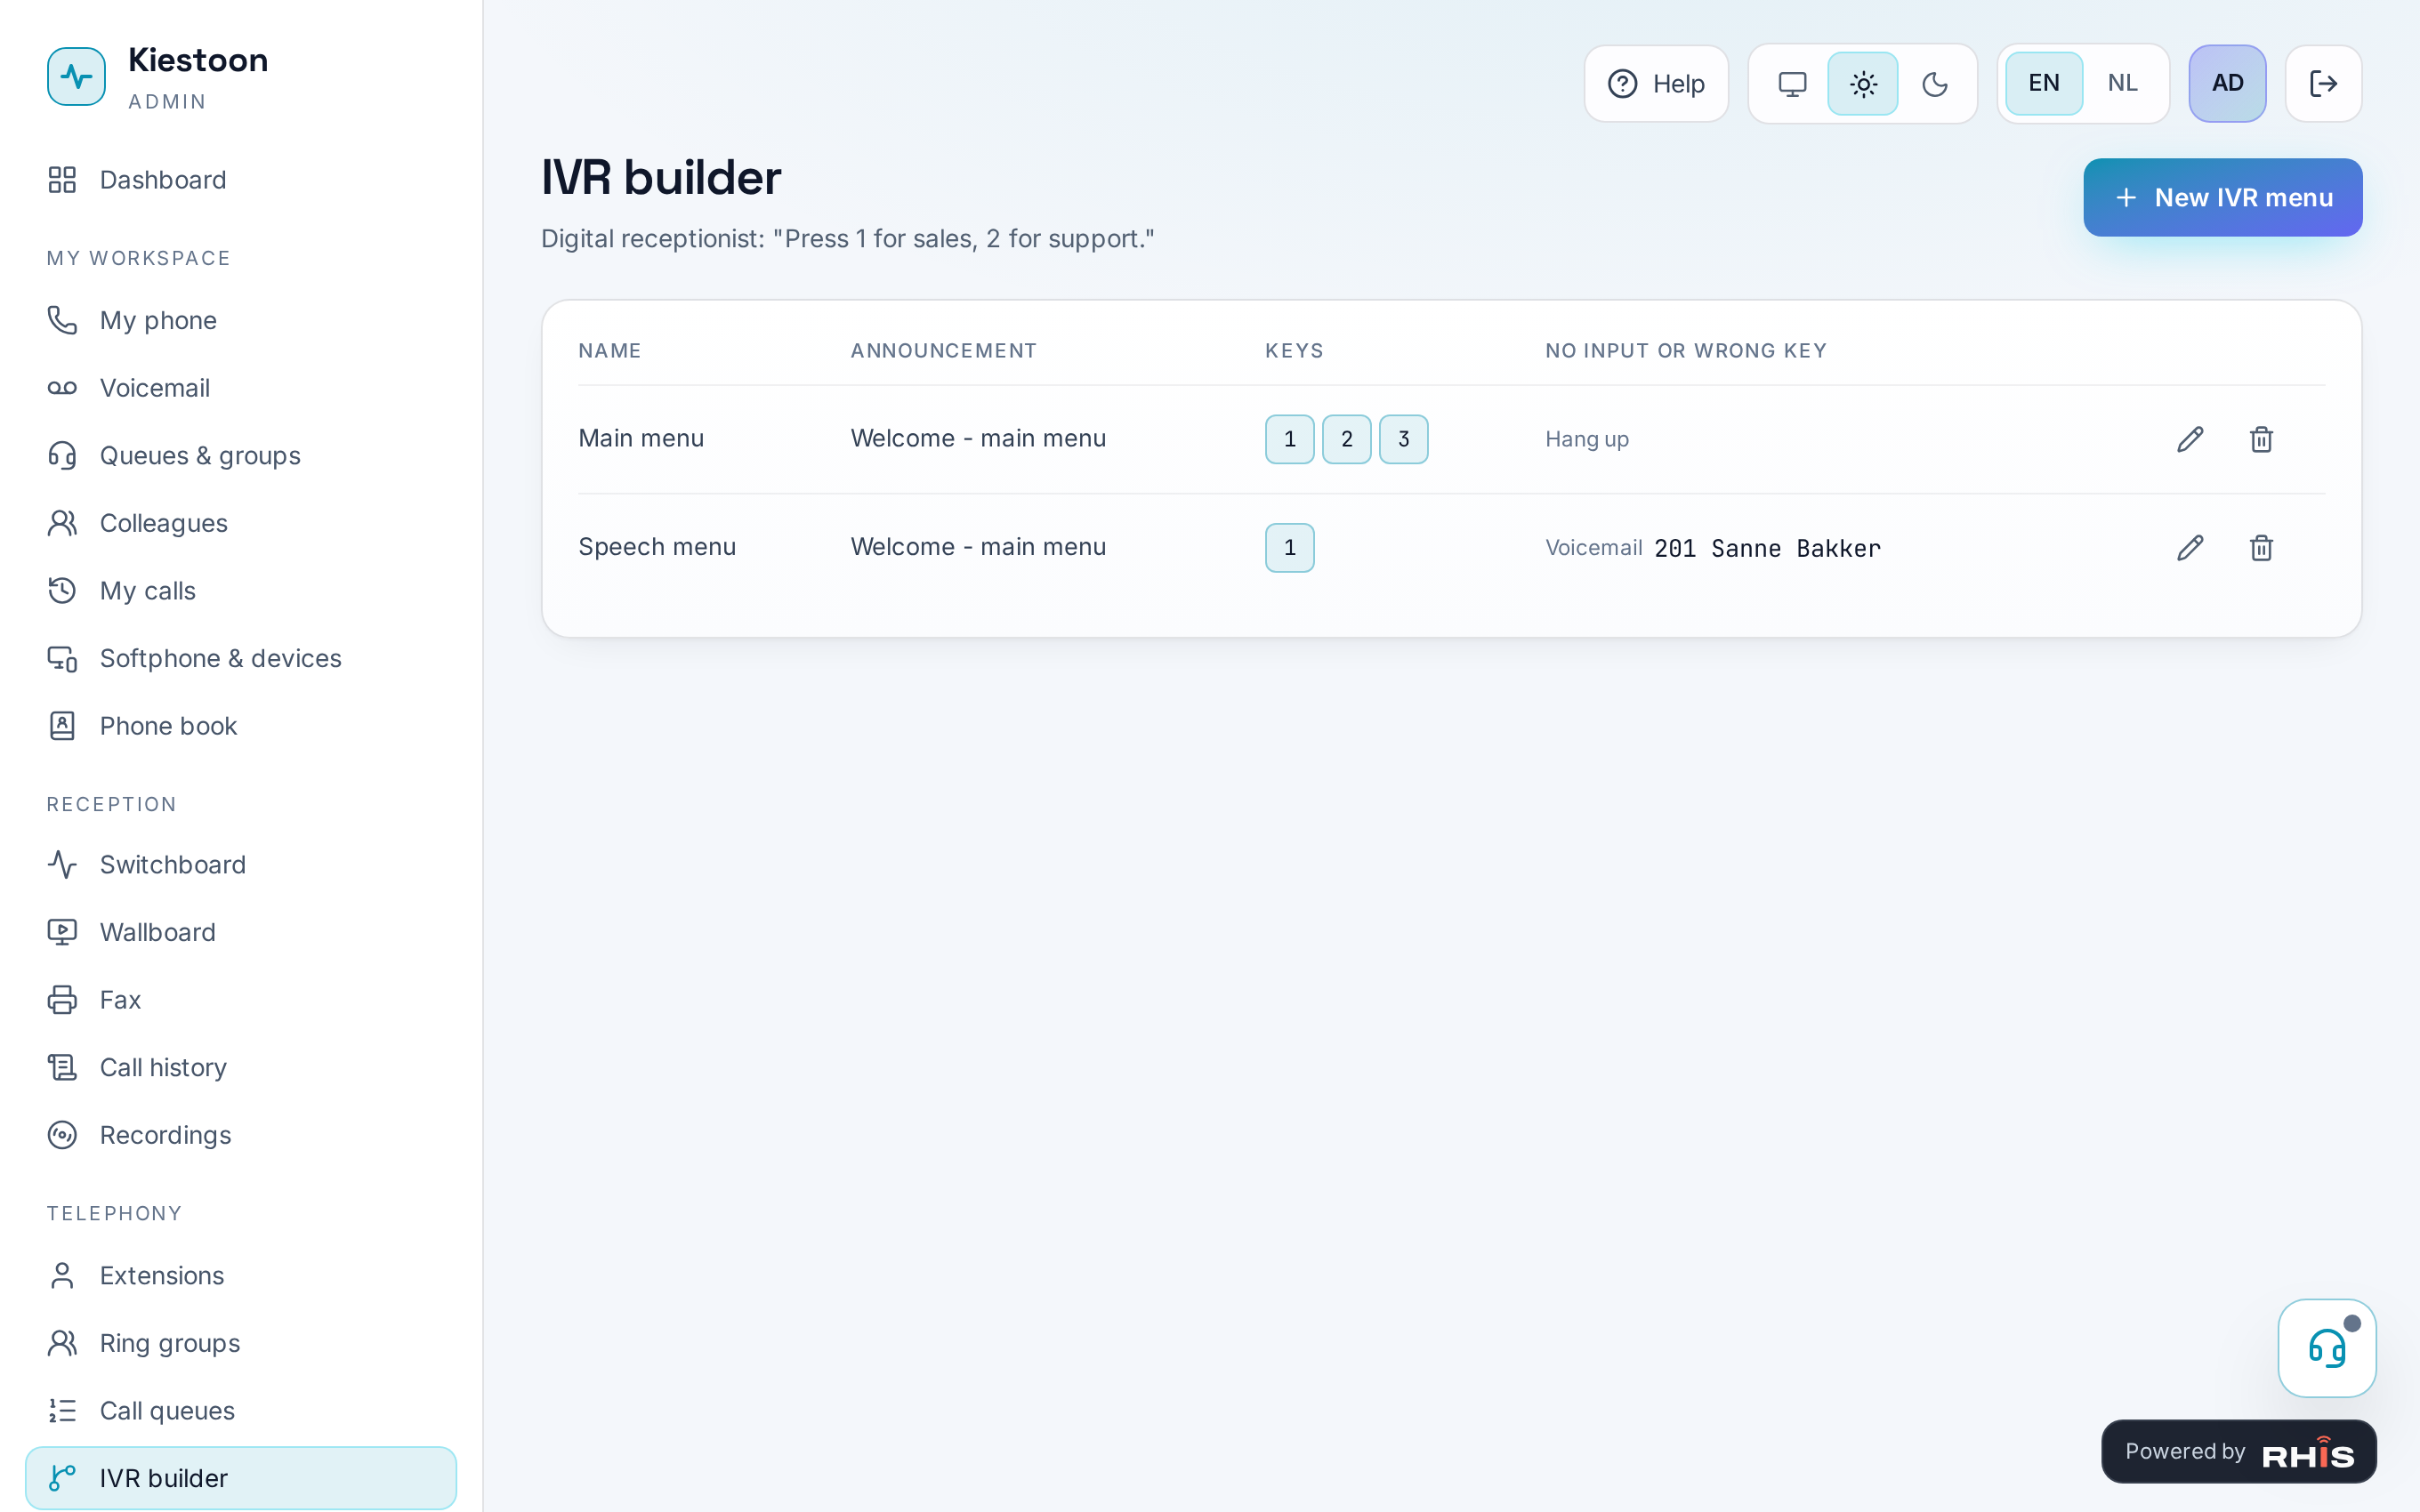 Kiestoon
ADMIN
Dashboard
MY WORKSPACE
My phone
Voicemail
Queues & groups
Colleagues
My calls
Softphone & devices
Phone book
RECEPTION
Switchboard
Wallboard
Fax
Call history
Recordings
TELEPHONY
Extensions
Ring groups
Call queues
IVR builder
Help
EN NL
AD
IVR builder
Digital receptionist: "Press 1 for sales, 2 for support."
New IVR menu
NAME ANNOUNCEMENT KEYS NO INPUT OR WRONG KEY
Main menu Welcome - main menu 1 2 3 Hang up
Speech menu Welcome - main menu 1 Voicemail 201 Sanne Bakker
Powered by RHiS